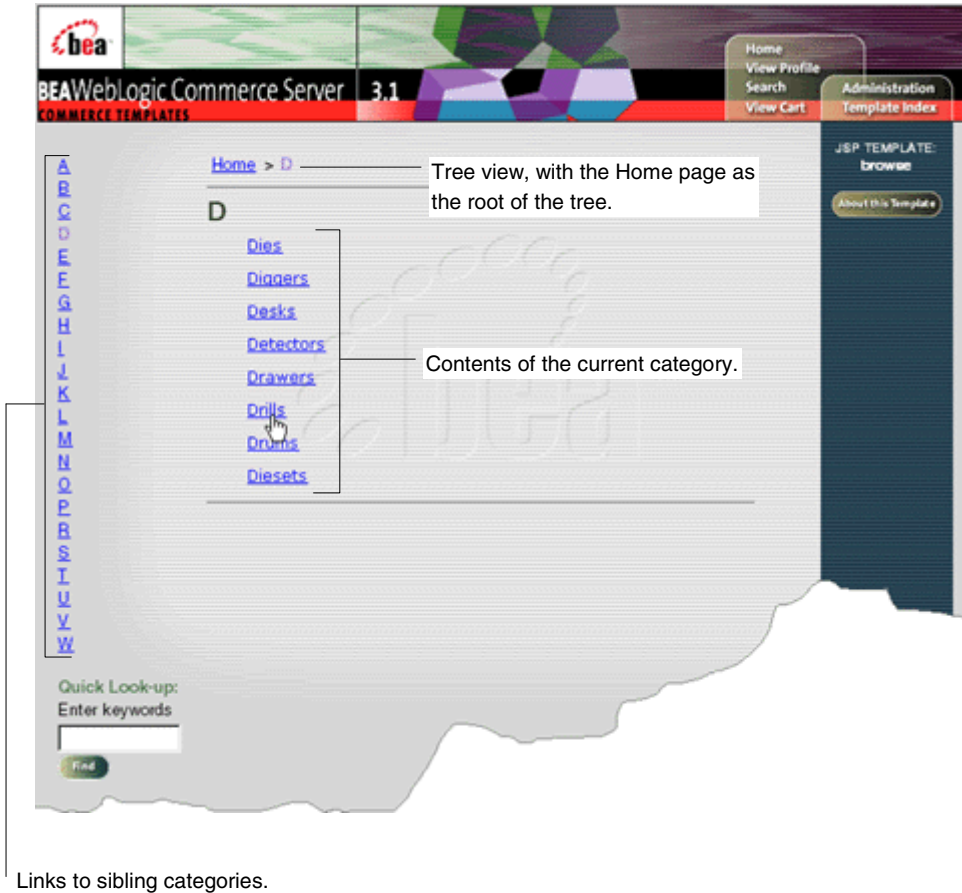 bea
Home
View Profile
Search
View Cart
BEAWebLogic Commerce Server 3.1
COMMERCE TEMPLATES
Administration
Template Index
JSP TEMPLATE:
browse
About this Template
A
B
C
D
E
F
G
H
I
J
K
L
M
N
O
P
R
S
T
U
V
W
Home > D
Tree view, with the Home page as
the root of the tree.
D
Dies
Diggers
Desks
Detectors
Drawers
Drills
Drums
Diesets
Contents of the current category.
bea
Quick Look-up:
Enter keywords
Find
Links to sibling categories.